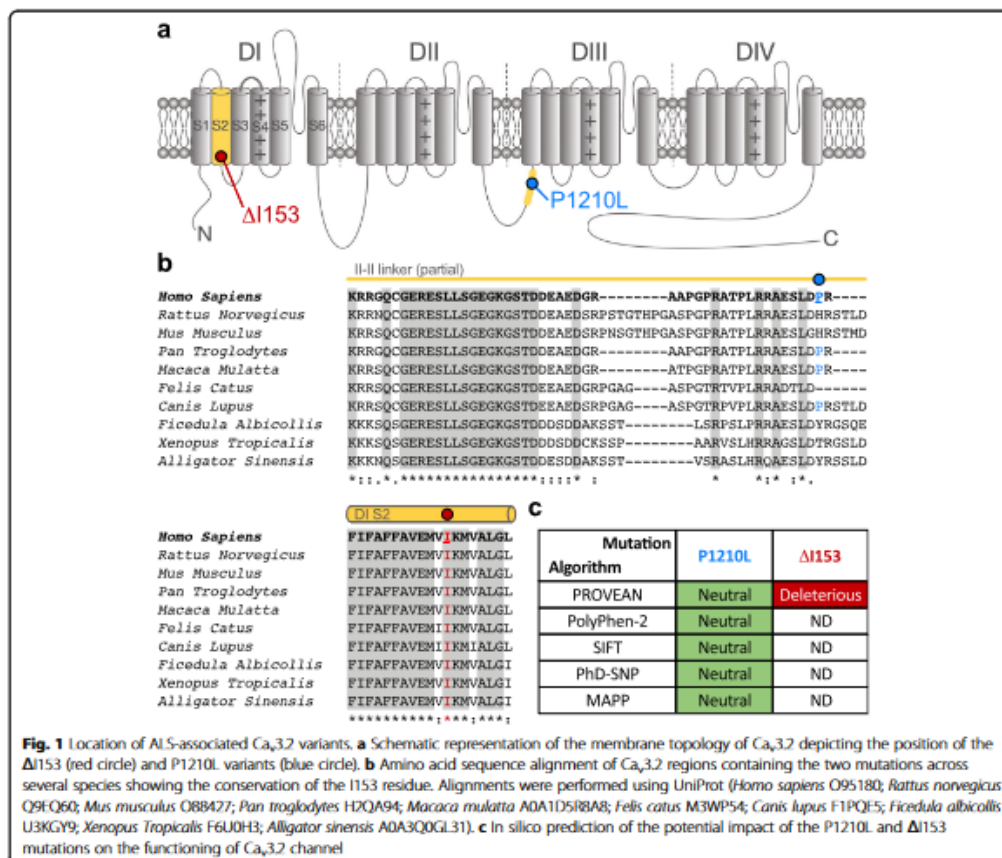 a
DI DII DIII DIV
S1 S2 S3 S4 S5 S6
+ + + +
+ + + +
+ + + +
+ + + +
ΔI153
P1210L
N
C
b
II-II linker (partial)
Homo Sapiens KRRGQCGERESLLSGEGKGSTDDEAEDGR--------AAPGPRATPLRRAESLDPR----
Rattus Norvegicus KRRNQCGERESLLSGEGKGSTDDEAEDSRPSTGTHPGASPGPRATPLRRAESLDHRSTLD
Mus Musculus KRRSQCGERESLLSGEGKGSTDDEAEDSRPNSGTHPGASPGPRATPLRRAESLGHRSTMD
Pan Troglodytes KRRGQCGERESLLSGEGKGSTDDEAEDGR--------AAPGPRATPLRRAESLDPR----
Macaca Mulatta KRRSQCGERESLLSGEGKGSTDDEAEDGR--------ATPGPRATPLRRAESLDPR----
Felis Catus KRRSQCGERESLLSGEGKGSTDDEAEDGRPGAG----ASPGTRTVPLRRADTLD------
Canis Lupus KRRSQCGERESLLSGEGKGSTDDEAEDSRPGAG----ASPGTRPVPLRRAESLDPRSTLD
Ficedula Albicollis KKKSQSGERESLLSGEGKGSTDDDSDDAKSST--------LSRPSLPRRAESLDYRGSQE
Xenopus Tropicalis KKKSQSGERESLLSGEGKGSTDDDSDDCKSSP-------AARVSLHRRAGSLDTRGSLD
Alligator Sinensis KKKNQSGERESLLSGEGKGSTDDESDDAKSST--------VSRASLHRQAESLDYRSSLD
*::.*.****************::::* : * *:* :*.
DI S2
Homo Sapiens FIFAFFAVEMVIKMVALGL
Rattus Norvegicus FIFAFFAVEMVIKMVALGL
Mus Musculus FIFAFFAVEMVIKMVALGL
Pan Troglodytes FIFAFFAVEMVIKMVALGL
Macaca Mulatta FIFAFFAVEMVIKMVALGL
Felis Catus FIFAFFAVEMIIKMVALGL
Canis Lupus FIFAFFAVEMIIKMIALGL
Ficedula Albicollis FIFAFFAVEMVIKMVALGI
Xenopus Tropicalis FIFAFFAVEMVIKMVALGI
Alligator Sinensis FIFAFFAVEMVIKMVALGI
**********:***:****:
c
Mutation P1210L ΔI153
Algorithm
PROVEAN Neutral Deleterious
PolyPhen-2 Neutral ND
SIFT Neutral ND
PhD-SNP Neutral ND
MAPP Neutral ND
Fig. 1 Location of ALS-associated Caᵥ3.2 variants. a Schematic representation of the membrane topology of Caᵥ3.2 depicting the position of the
ΔI153 (red circle) and P1210L variants (blue circle). b Amino acid sequence alignment of Caᵥ3.2 regions containing the two mutations across
several species showing the conservation of the I153 residue. Alignments were performed using UniProt (Homo sapiens O95180; Rattus norvegicus
Q9EQ60; Mus musculus O88427; Pan troglodytes H2QA94; Macaca mulatta A0A1D5R8A8; Felis catus M3WP54; Canis lupus F1PQE5; Ficedula albicollis
U3KGY9; Xenopus Tropicalis F6U0H3; Alligator sinensis A0A3Q0GL31). c In silico prediction of the potential impact of the P1210L and ΔI153
mutations on the functioning of Caᵥ3.2 channel